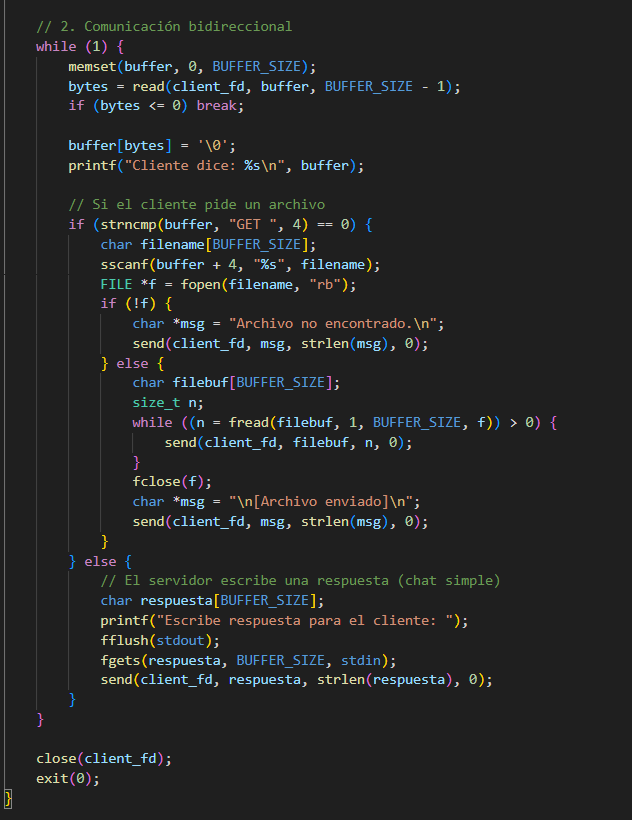 // 2. Comunicación bidireccional
while (1) {
memset(buffer, 0, BUFFER_SIZE);
bytes = read(client_fd, buffer, BUFFER_SIZE - 1);
if (bytes <= 0) break;
buffer[bytes] = '\0';
printf("Cliente dice: %s\n", buffer);
// Si el cliente pide un archivo
if (strncmp(buffer, "GET ", 4) == 0) {
char filename[BUFFER_SIZE];
sscanf(buffer + 4, "%s", filename);
FILE *f = fopen(filename, "rb");
if (!f) {
char *msg = "Archivo no encontrado.\n";
send(client_fd, msg, strlen(msg), 0);
} else {
char filebuf[BUFFER_SIZE];
size_t n;
while ((n = fread(filebuf, 1, BUFFER_SIZE, f)) > 0) {
send(client_fd, filebuf, n, 0);
}
fclose(f);
char *msg = "\n[Archivo enviado]\n";
send(client_fd, msg, strlen(msg), 0);
}
} else {
// El servidor escribe una respuesta (chat simple)
char respuesta[BUFFER_SIZE];
printf("Escribe respuesta para el cliente: ");
fflush(stdout);
fgets(respuesta, BUFFER_SIZE, stdin);
send(client_fd, respuesta, strlen(respuesta), 0);
}
}
close(client_fd);
exit(0);
}